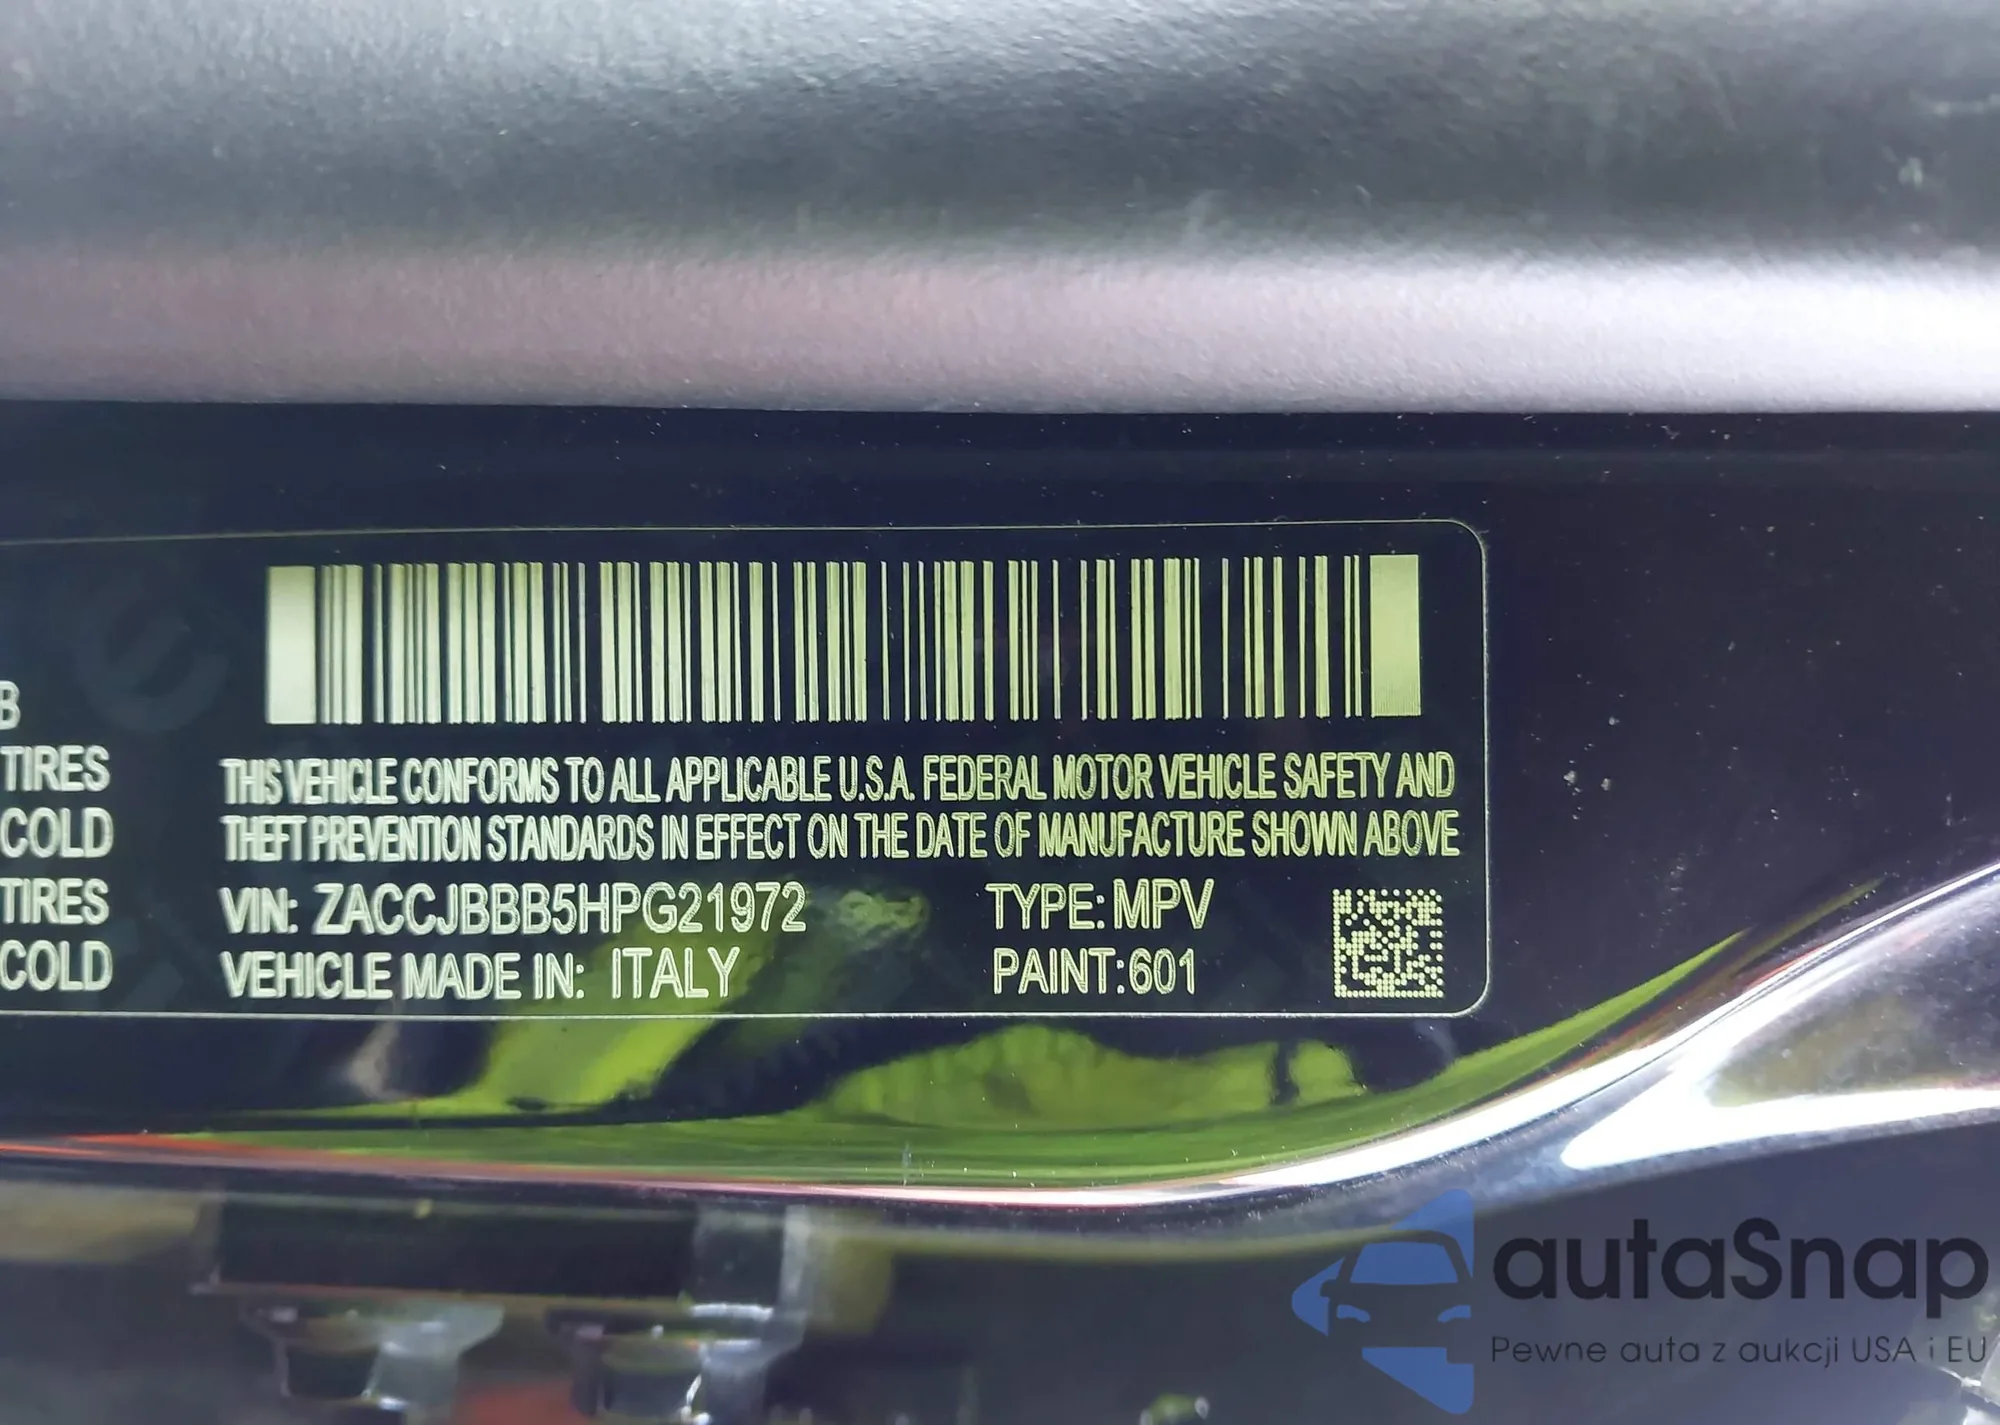 B
TIRES
COLD
TIRES
COLD
THIS VEHICLE CONFORMS TO ALL APPLICABLE U.S.A. FEDERAL MOTOR VEHICLE SAFETY AND
THEFT PREVENTION STANDARDS IN EFFECT ON THE DATE OF MANUFACTURE SHOWN ABOVE
VIN: ZACCJBBB5HPG21972 TYPE: MPV
VEHICLE MADE IN: ITALY PAINT: 601
autaSnap
Pewne auta z aukcji USA i EU